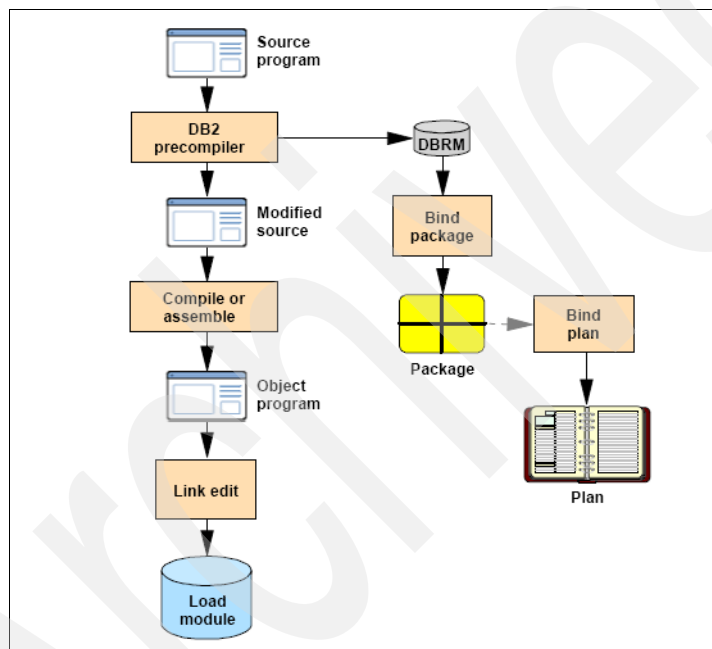 Source
program
DB2
precompiler
DBRM
Modified
source
Bind
package
Compile or
assemble
Bind
plan
Package
Object
program
Link edit
Plan
Load
module
Archived